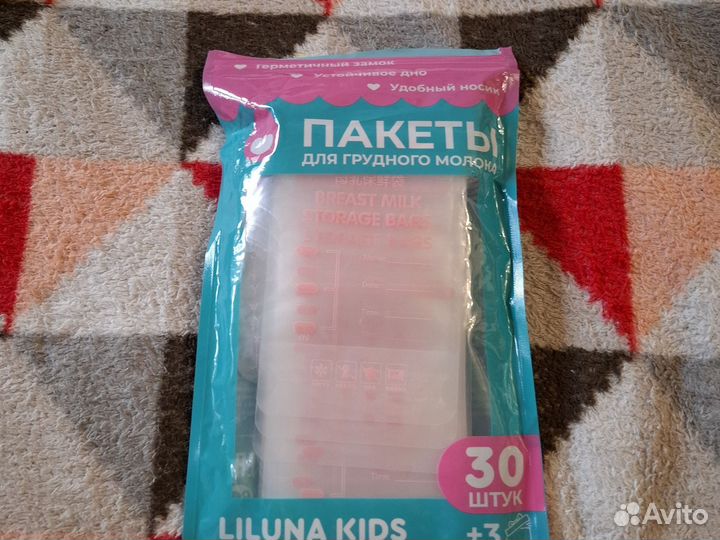 Герметичный замок
Устойчивое дно
Удобный носик
ПАКЕТЫ
ДЛЯ ГРУДНОГО МОЛОКА
BREAST MILK
STORAGE BAGS
30
ШТУК
LILUNA KIDS
+3
Avito